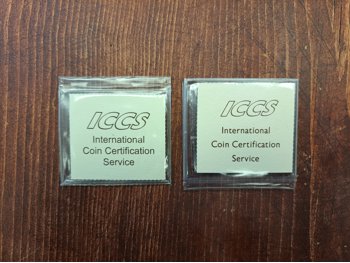 ICCS
International
Coin Certification
Service
ICCS
International
Coin Certification
Service